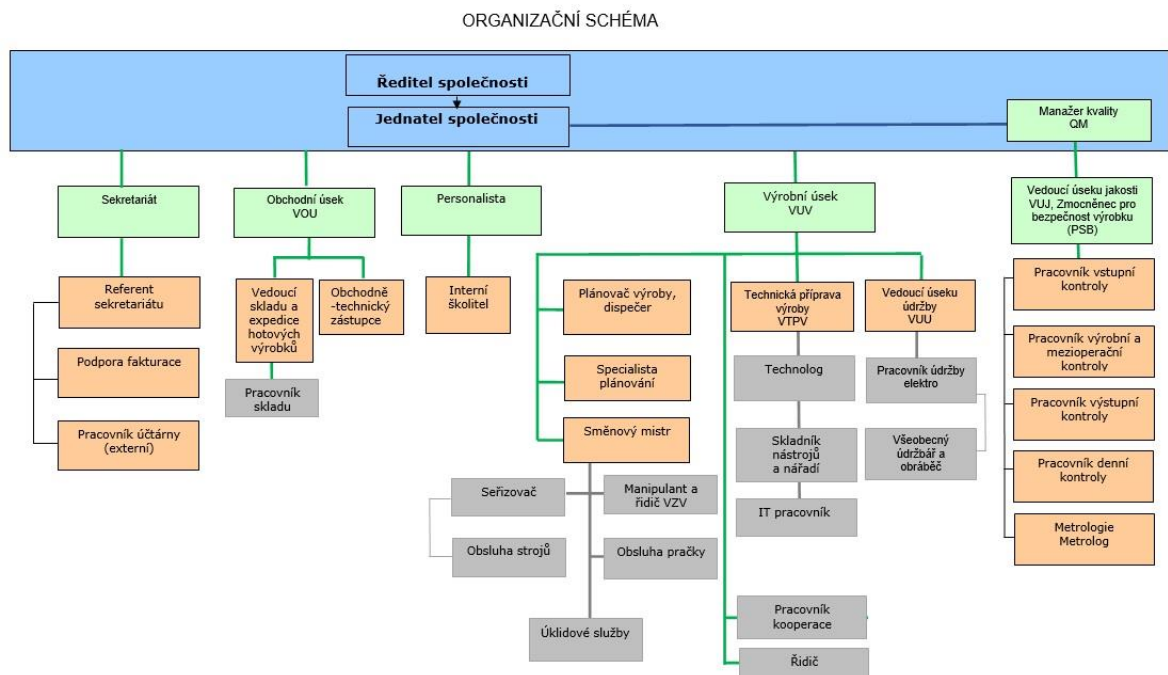 ORGANIZAČNÍ SCHÉMA
Ředitel společnosti
Jednatel společnosti
Manažer kvality
QM
Sekretariát
Obchodní úsek
VOU
Personalista
Výrobní úsek
VUV
Vedoucí úseku jakosti
VUJ, Zmocněnec pro
bezpečnost výrobku
(PSB)
Referent
sekretariátu
Podpora fakturace
Pracovník účtárny
(externí)
Vedoucí
skladu a
expedice
hotových
výrobků
Obchodně
-technický
zástupce
Pracovník
skladu
Interní
školitel
Plánovač výroby,
dispečer
Specialista
plánování
Směnový mistr
Seřizovač
Manipulant a
řidič VZV
Obsluha strojů
Obsluha pračky
Úklidové služby
Technická příprava
výroby
VTPV
Technolog
Skladník
nástrojů
a nářadí
IT pracovník
Vedoucí úseku
údržby
VUU
Pracovník údržby
elektro
Všeobecný
údržbář a
obráběč
Pracovník
kooperace
Řidič
Pracovník vstupní
kontroly
Pracovník výrobní a
mezioperační
kontroly
Pracovník výstupní
kontroly
Pracovník denní
kontroly
Metrologie
Metrolog